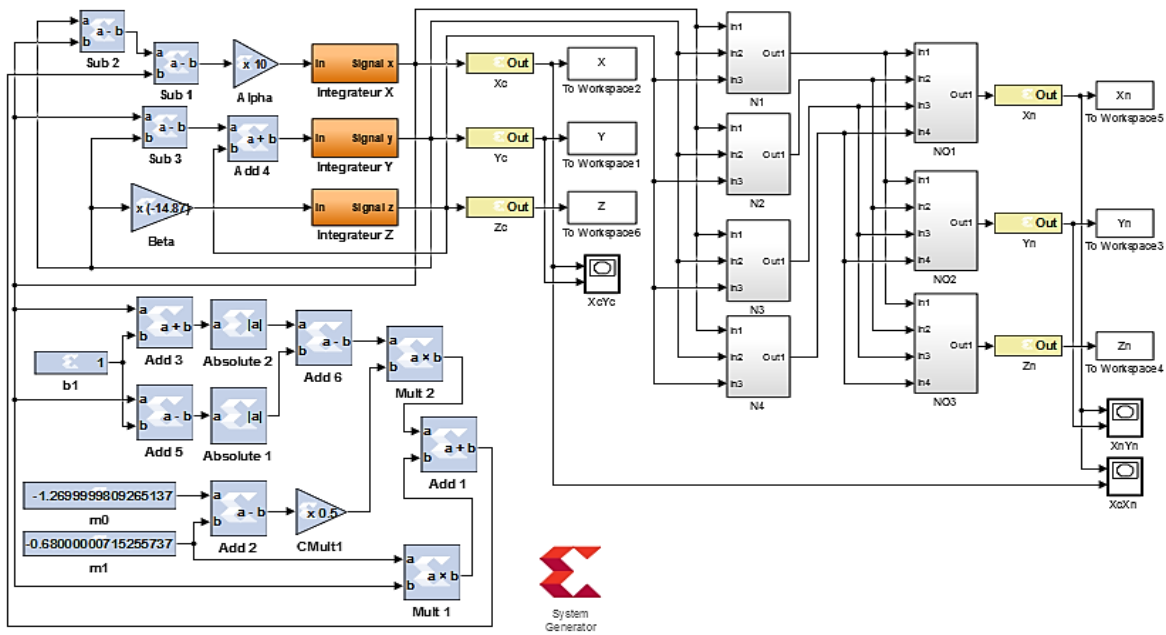 a
b
a - b
Sub 2
a
b
a - b
Sub 1
x 10
Alpha
In
Signal x
Integrateur X
Out
Xc
X
To Workspace2
a
b
a - b
Sub 3
a
b
a + b
Add 4
In
Signal y
Integrateur Y
Out
Yc
Y
To Workspace1
x (-14.87)
Beta
In
Signal z
Integrateur Z
Out
Zc
Z
To Workspace6
XcYc
In1
In2
In3
Out1
N1
In1
In2
In3
Out1
N2
In1
In2
In3
Out1
N3
In1
In2
In3
Out1
N4
In1
In2
In3
In4
Out1
NO1
In1
In2
In3
In4
Out1
NO2
In1
In2
In3
In4
Out1
NO3
Out
Xn
Xn
To Workspace5
Out
Yn
Yn
To Workspace3
Out
Zn
Zn
To Workspace4
XnYn
XcXn
1
b1
a
b
a + b
Add 3
a
|a|
Absolute 2
a
b
a - b
Add 5
a
|a|
Absolute 1
a
b
a - b
Add 6
a
b
a × b
Mult 2
a
b
a + b
Add 1
-1.2699999809265137
m0
-0.68000000715255737
m1
a
b
a - b
Add 2
x 0.5
CMult1
a
b
a × b
Mult 1
System
Generator